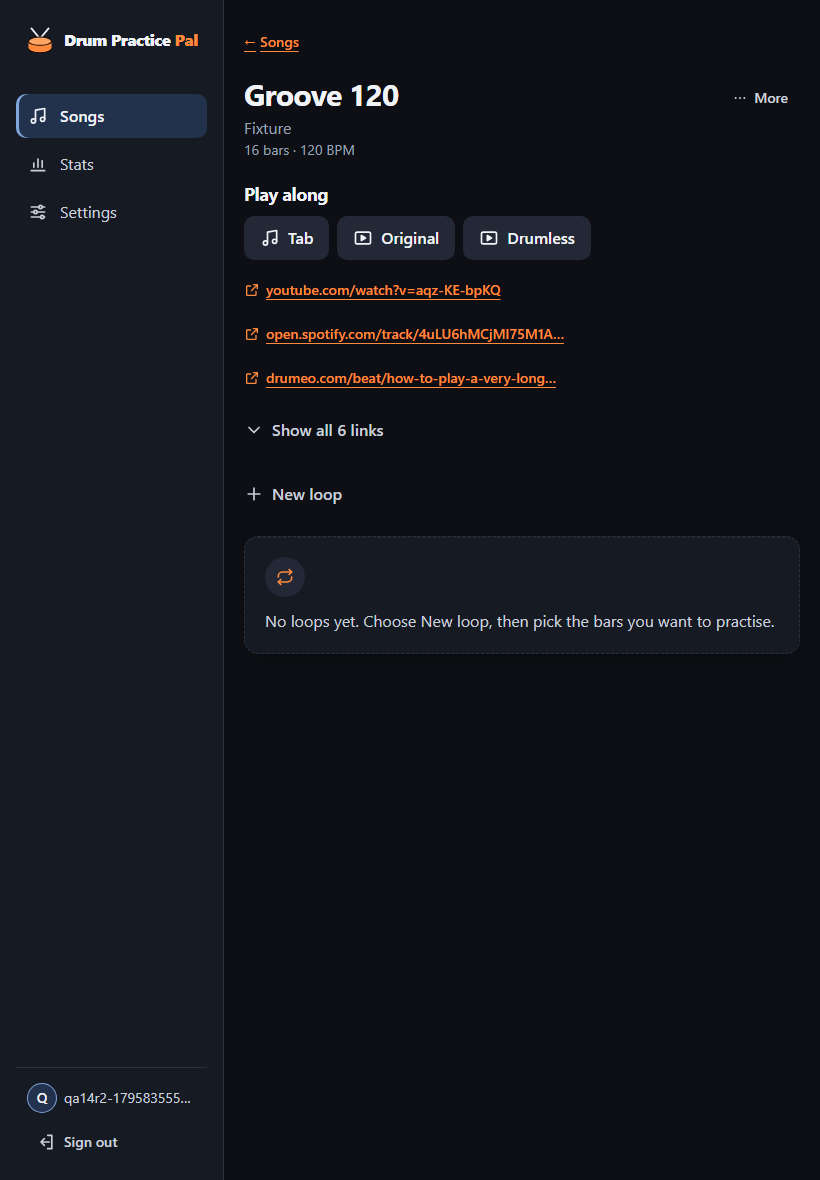 Drum Practice Pal
Songs
Stats
Settings
← Songs
Groove 120
··· More
Fixture
16 bars · 120 BPM
Play along
Tab
Original
Drumless
youtube.com/watch?v=aqz-KE-bpKQ
open.spotify.com/track/4uLU6hMCjMI75M1A...
drumeo.com/beat/how-to-play-a-very-long...
Show all 6 links
New loop
No loops yet. Choose New loop, then pick the bars you want to practise.
Q
qa14r2-179583555...
Sign out